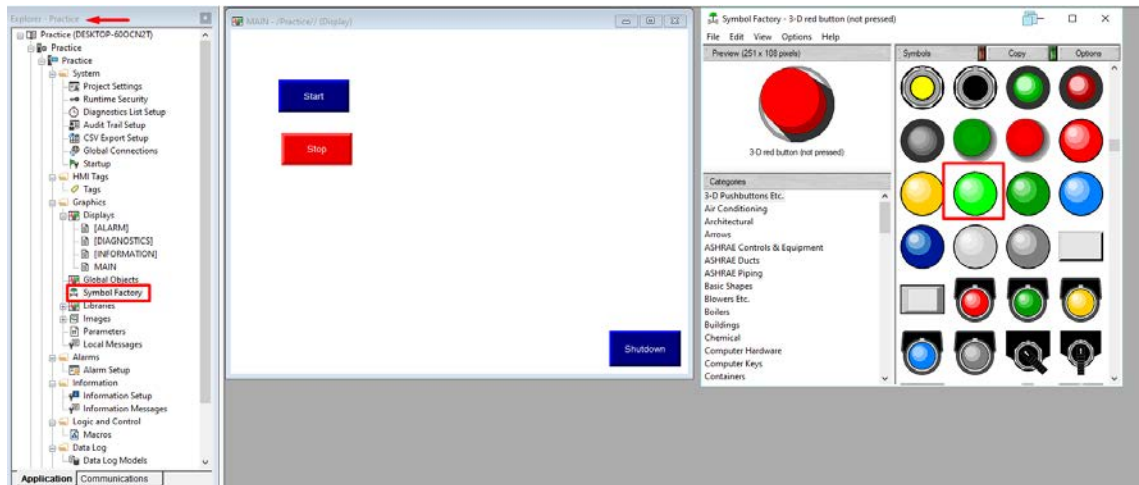 Explorer - Practice
Practice (DESKTOP-60OCN2T)
Practice
Practice
System
Project Settings
Runtime Security
Diagnostics List Setup
Audit Trail Setup
CSV Export Setup
Global Connections
Startup
HMI Tags
Tags
Graphics
Displays
[ALARM]
[DIAGNOSTICS]
[INFORMATION]
MAIN
Global Objects
Symbol Factory
Libraries
Images
Parameters
Local Messages
Alarms
Alarm Setup
Information
Information Setup
Information Messages
Logic and Control
Macros
Data Log
Data Log Models
Application Communications
MAIN - /Practice// (Display)
Start
Stop
Shutdown
Symbol Factory - 3-D red button (not pressed)
File Edit View Options Help
Preview (251 x 108 pixels)
3-D red button (not pressed)
Categories
3-D Pushbuttons Etc.
Air Conditioning
Architectural
Arrows
ASHRAE Controls & Equipment
ASHRAE Ducts
ASHRAE Piping
Basic Shapes
Blowers Etc.
Boilers
Buildings
Chemical
Computer Hardware
Computer Keys
Containers
Symbols Copy Options